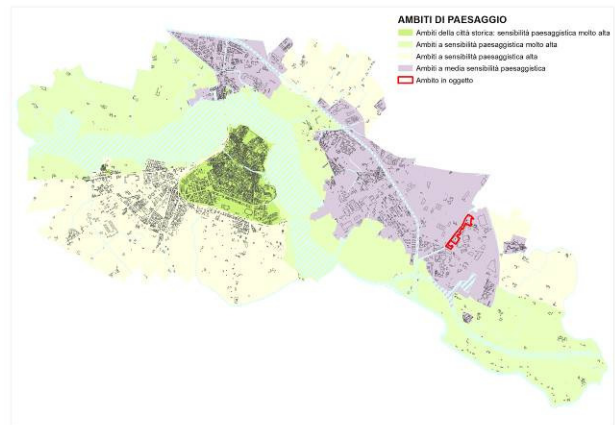 AMBITI DI PAESAGGIO
Ambiti della città storica: sensibilità paesaggistica molto alta
Ambiti a sensibilità paesaggistica molto alta
Ambiti a sensibilità paesaggistica alta
Ambiti a media sensibilità paesaggistica
Ambito in oggetto